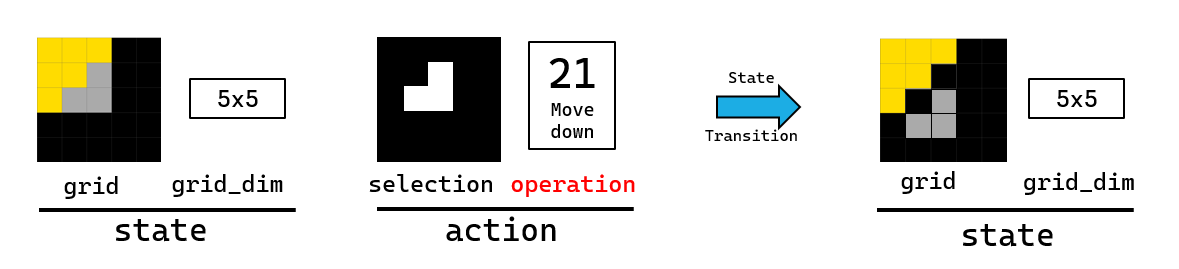 5x5
grid
grid_dim
state
21
Move
down
selection
operation
action
State
Transition
5x5
grid
grid_dim
state